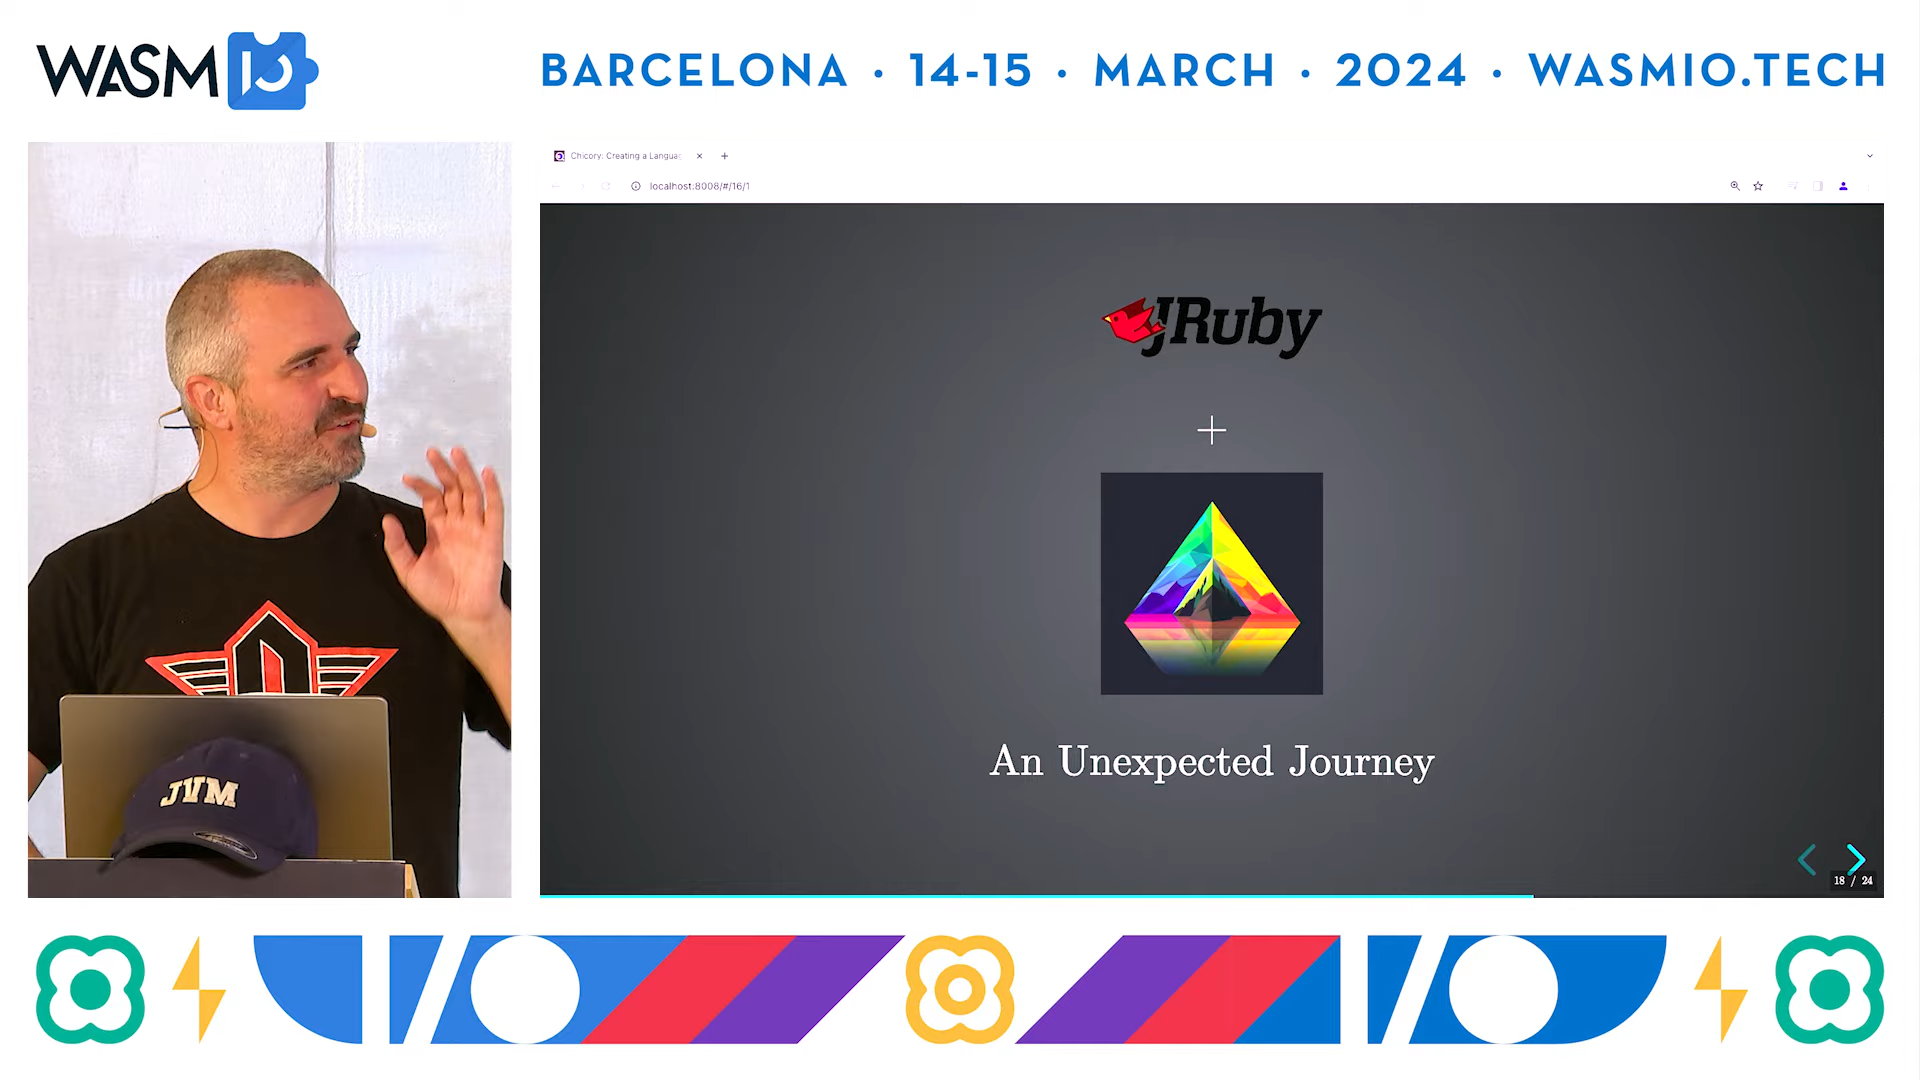 WASM IO
BARCELONA · 14-15 · MARCH · 2024 · WASMIO.TECH
Chicory: Creating a Langua
localhost:8008/#/16/1
JRuby
+
An Unexpected Journey
18 / 24
JVM